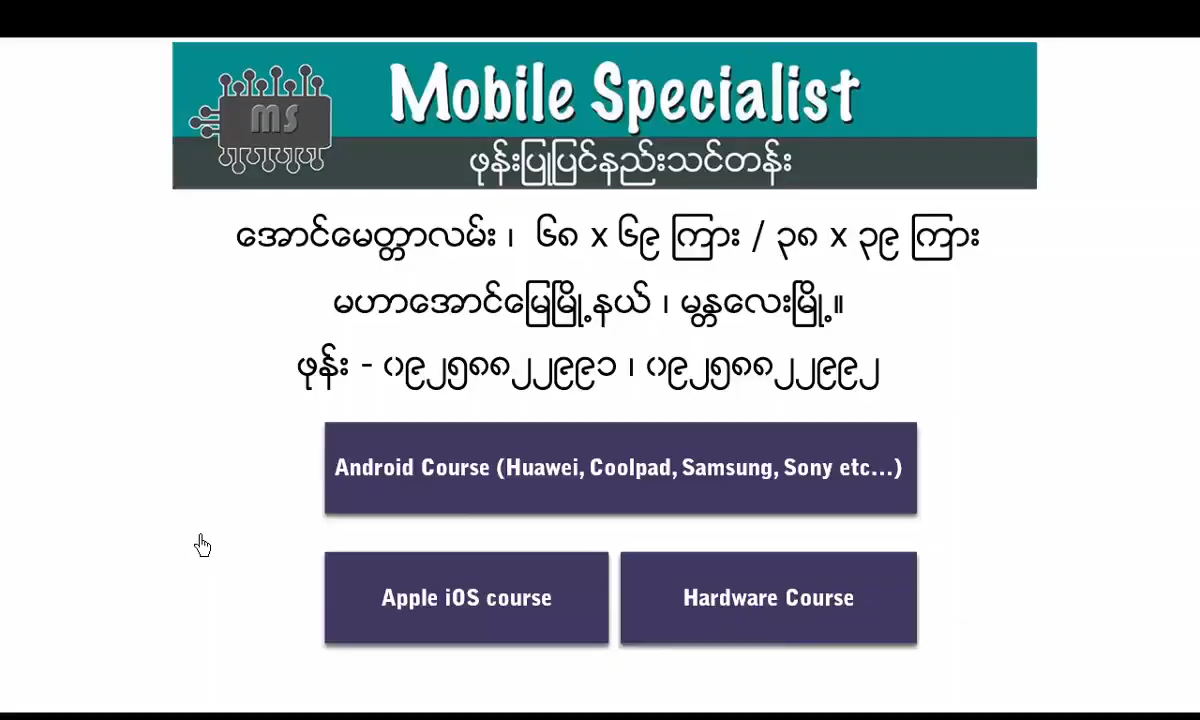 MS
Mobile Specialist
ဖုန်းပြုပြင်နည်းသင်တန်း
အောင်မေတ္တာလမ်း ၊ ၆၈ x ၆၉ ကြား / ၃၈ x ၃၉ ကြား
မဟာအောင်မြေမြို့နယ် ၊ မန္တလေးမြို့။
ဖုန်း - ၀၉၂၅၈၈၂၂၉၉၁ ၊ ၀၉၂၅၈၈၂၂၉၉၂
Android Course (Huawei, Coolpad, Samsung, Sony etc...)
Apple iOS course
Hardware Course